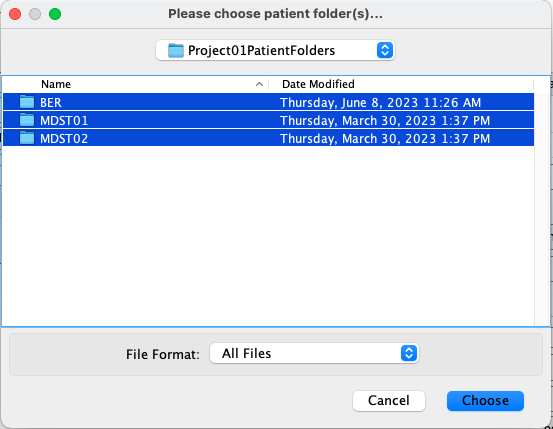 Please choose patient folder(s)...
Project01PatientFolders
Name Date Modified
BER Thursday, June 8, 2023 11:26 AM
MDST01 Thursday, March 30, 2023 1:37 PM
MDST02 Thursday, March 30, 2023 1:37 PM
File Format: All Files
Cancel Choose